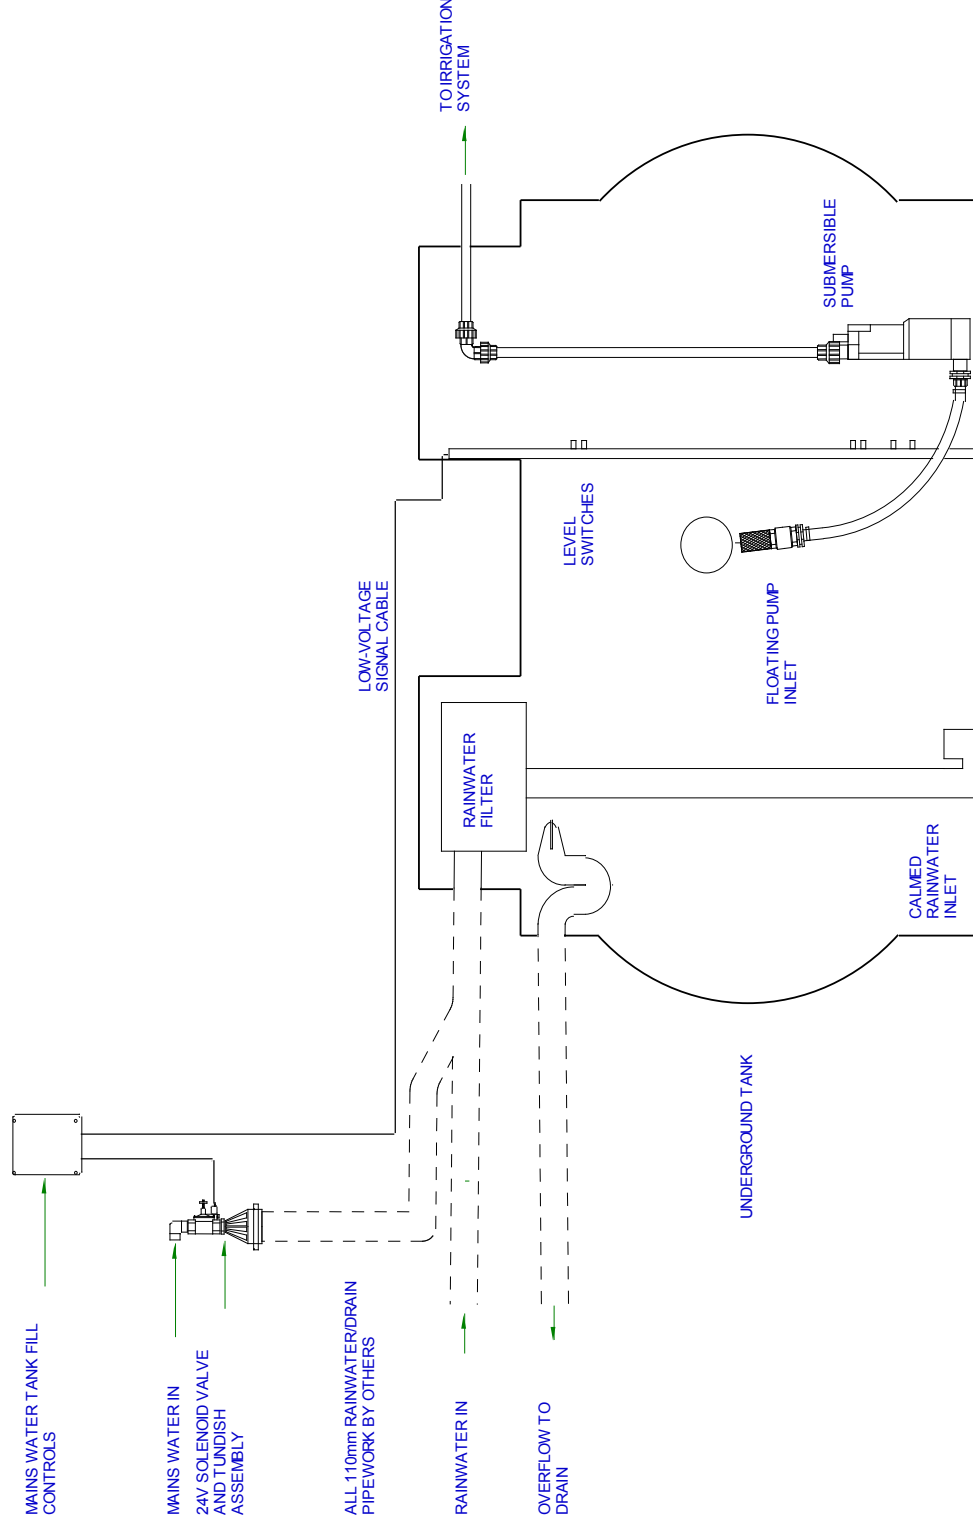 MAINS WATER TANK FILL
CONTROLS
MAINS WATER IN
24V SOLENOID VALVE
AND TUNDISH
ASSEMBLY
ALL 110mm RAINWATER/DRAIN
PIPEWORK BY OTHERS
RAINWATER IN
OVERFLOW TO
DRAIN
UNDERGROUND TANK
LOW-VOLTAGE
SIGNAL CABLE
RAINWATER
FILTER
CALMED
RAINWATER
INLET
LEVEL
SWITCHES
FLOATING PUMP
INLET
TO IRRIGATION
SYSTEM
SUBMERSIBLE
PUMP